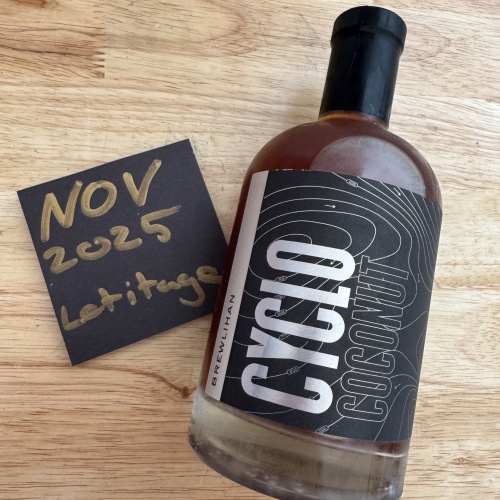 NOV
2025
Letitage
BREWLIHAN
CYCLO
COCONUT